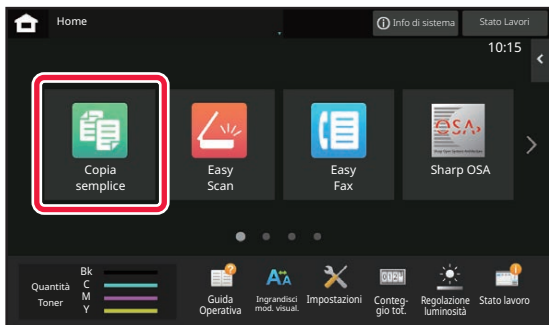 Home
Info di sistema
Stato Lavori
10:15
Copia
semplice
Easy
Scan
Easy
Fax
OSA
Sharp OSA
Quantità
Toner
Bk
C
M
Y
Guida
Operativa
Ingrandisci
mod. visual.
Impostazioni
Conteg-
gio tot.
Regolazione
luminosità
Stato lavoro